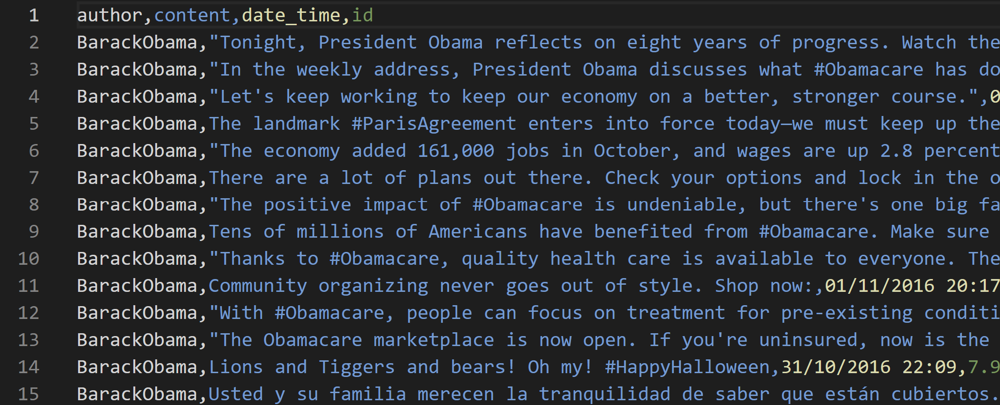 1 author,content,date_time,id
2 BarackObama,"Tonight, President Obama reflects on eight years of progress. Watch the
3 BarackObama,"In the weekly address, President Obama discusses what #Obamacare has do
4 BarackObama,"Let's keep working to keep our economy on a better, stronger course.",0
5 BarackObama,The landmark #ParisAgreement enters into force today—we must keep up the
6 BarackObama,"The economy added 161,000 jobs in October, and wages are up 2.8 percent
7 BarackObama,There are a lot of plans out there. Check your options and lock in the o
8 BarackObama,"The positive impact of #Obamacare is undeniable, but there's one big fa
9 BarackObama,Tens of millions of Americans have benefited from #Obamacare. Make sure
10 BarackObama,"Thanks to #Obamacare, quality health care is available to everyone. The
11 BarackObama,Community organizing never goes out of style. Shop now:,01/11/2016 20:17
12 BarackObama,"With #Obamacare, people can focus on treatment for pre-existing conditi
13 BarackObama,"The Obamacare marketplace is now open. If you're uninsured, now is the
14 BarackObama,Lions and Tiggers and bears! Oh my! #HappyHalloween,31/10/2016 22:09,7.9
15 BarackObama,Usted y su familia merecen la tranquilidad de saber que están cubiertos.